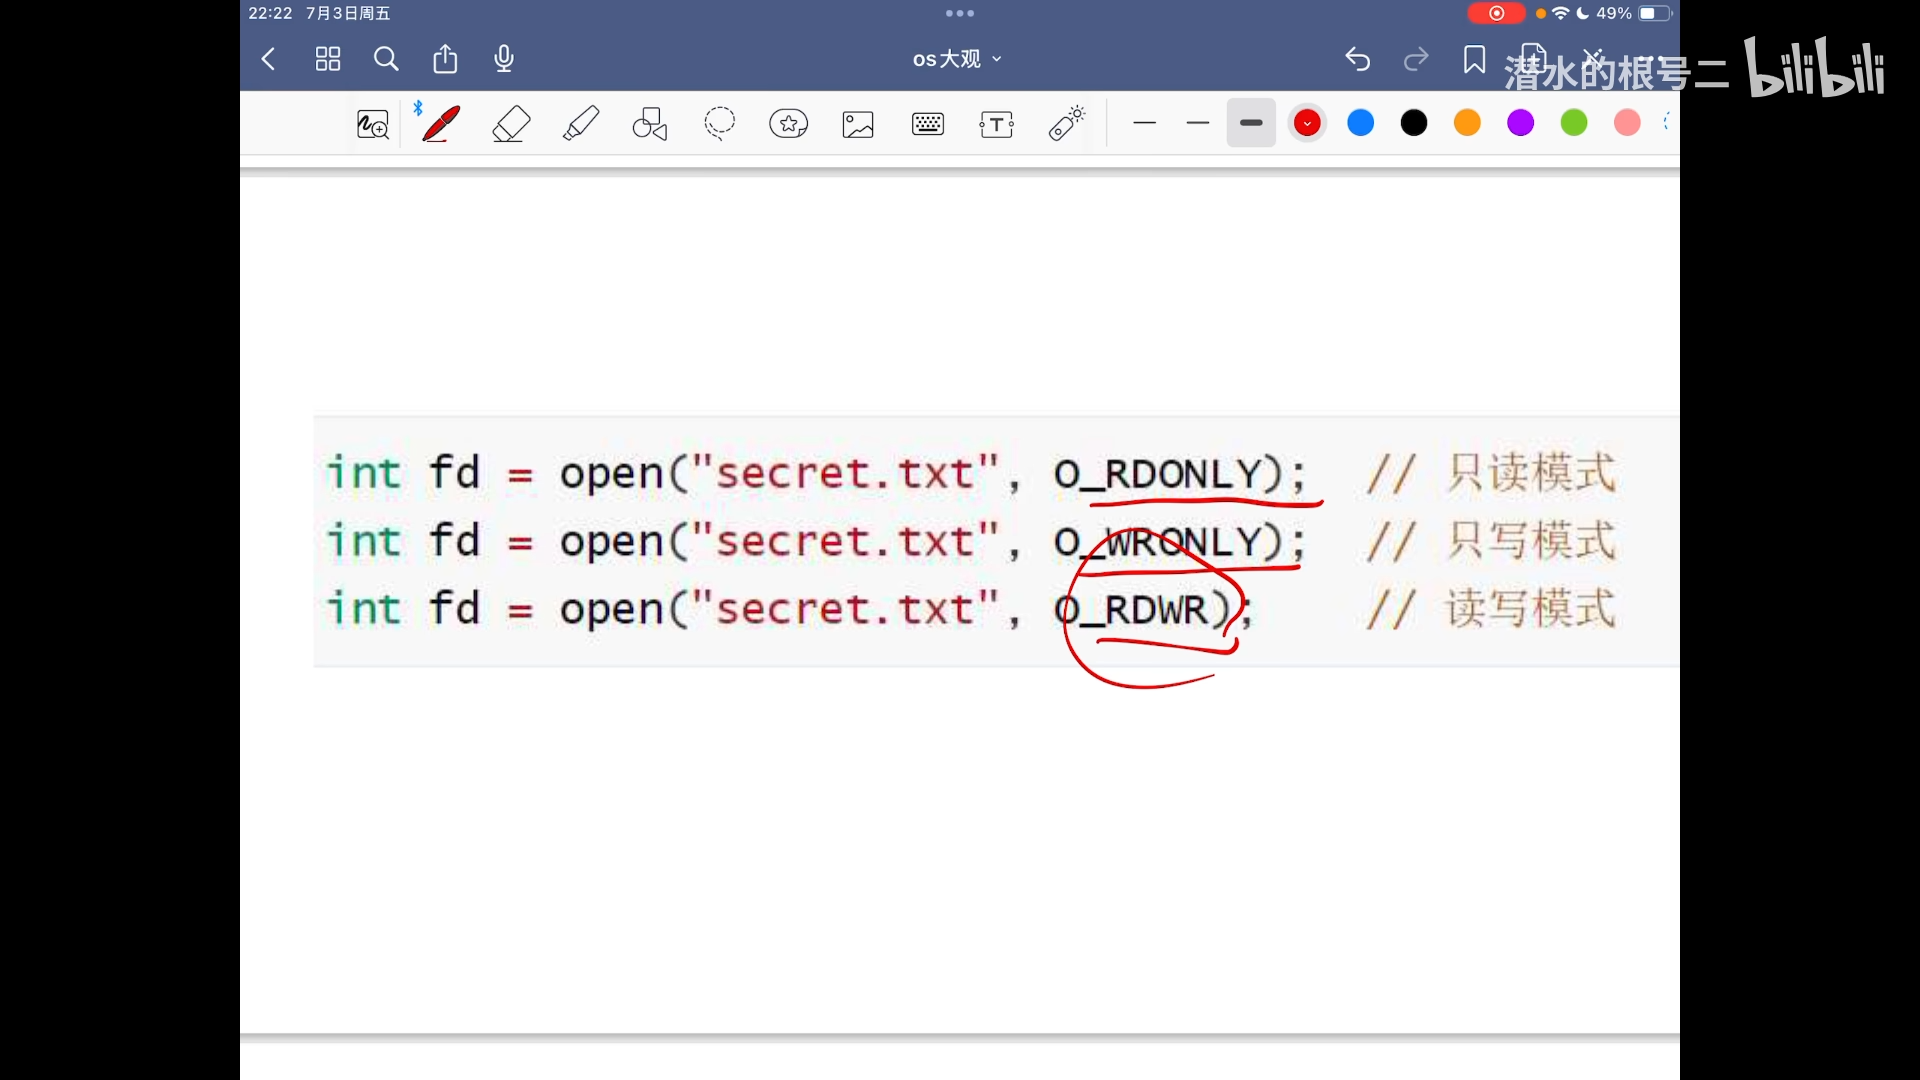 22:22 7月3日周五
49%
os大观
潜水的根号二 bilibili
T
int fd = open("secret.txt", O_RDONLY); // 只读模式
int fd = open("secret.txt", O_WRONLY); // 只写模式
int fd = open("secret.txt", O_RDWR); // 读写模式